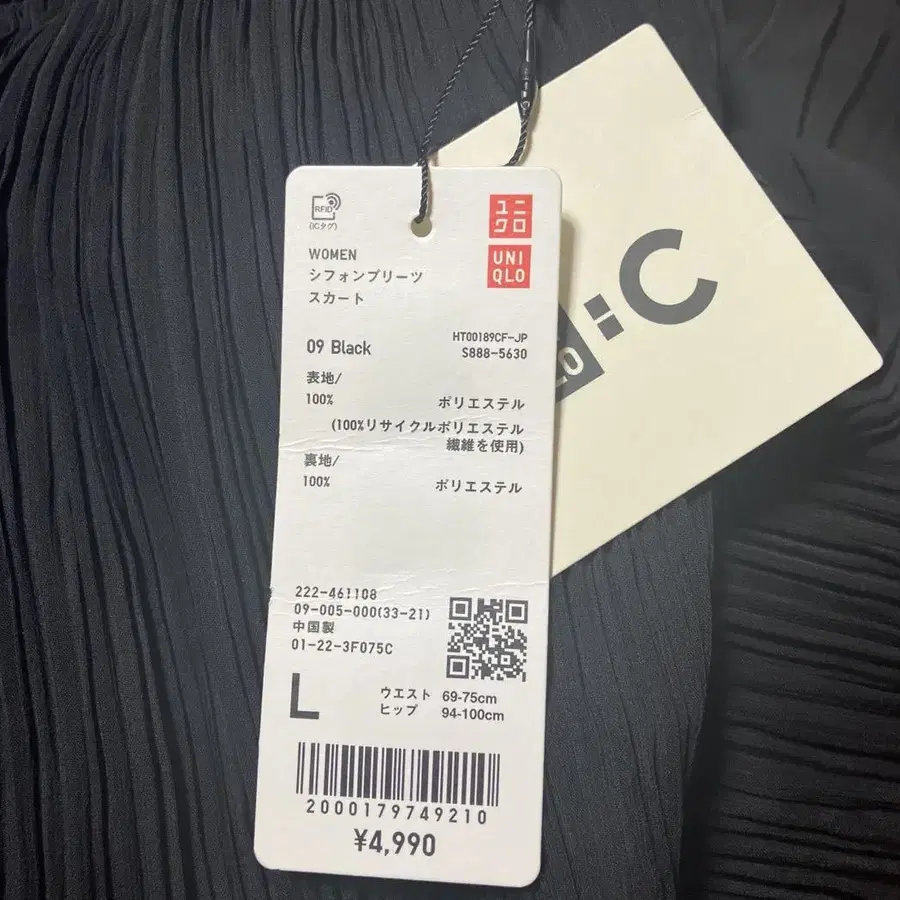 RFID
(ICタグ)
ユニ
クロ
UNI
QLO
WOMEN
シフォンプリーツ
スカート
09 Black
HT00189CF-JP
S888-5630
表地/
100% ポリエステル
(100%リサイクルポリエステル
繊維を使用)
裏地/
100% ポリエステル
222-461108
09-005-000(33-21)
中国製
01-22-3F075C
L
ウエスト 69-75cm
ヒップ 94-100cm
2000179749210
¥4,990
:C